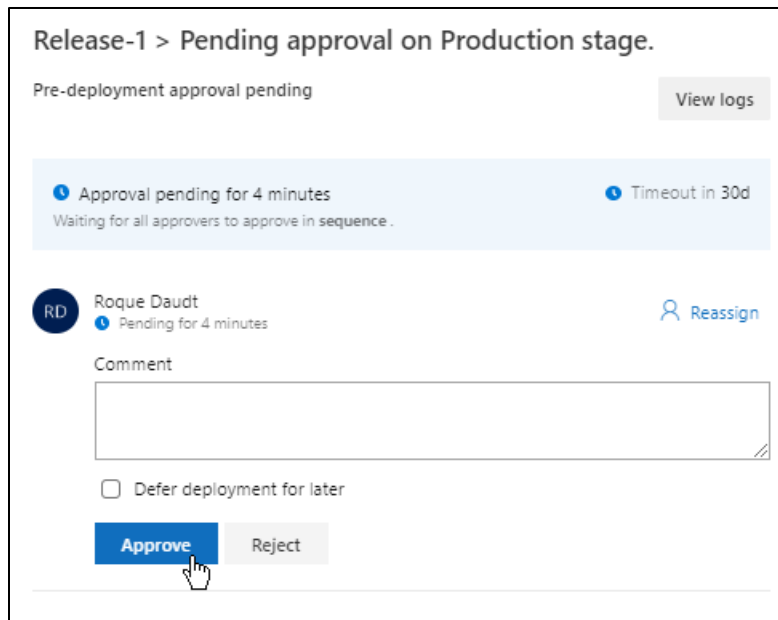 Release-1 > Pending approval on Production stage.
Pre-deployment approval pending
View logs
Approval pending for 4 minutes
Timeout in 30d
Waiting for all approvers to approve in sequence .
RD
Roque Daudt
Pending for 4 minutes
Reassign
Comment
Defer deployment for later
Approve
Reject